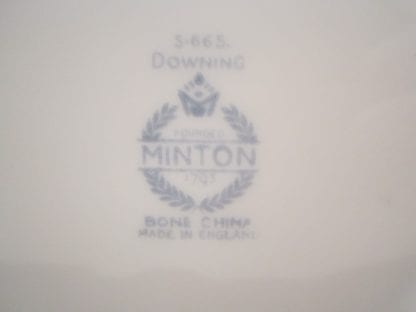 S·665.
DOWNING
M
FOUNDED
MINTON
1793
BONE CHINA
MADE IN ENGLAND